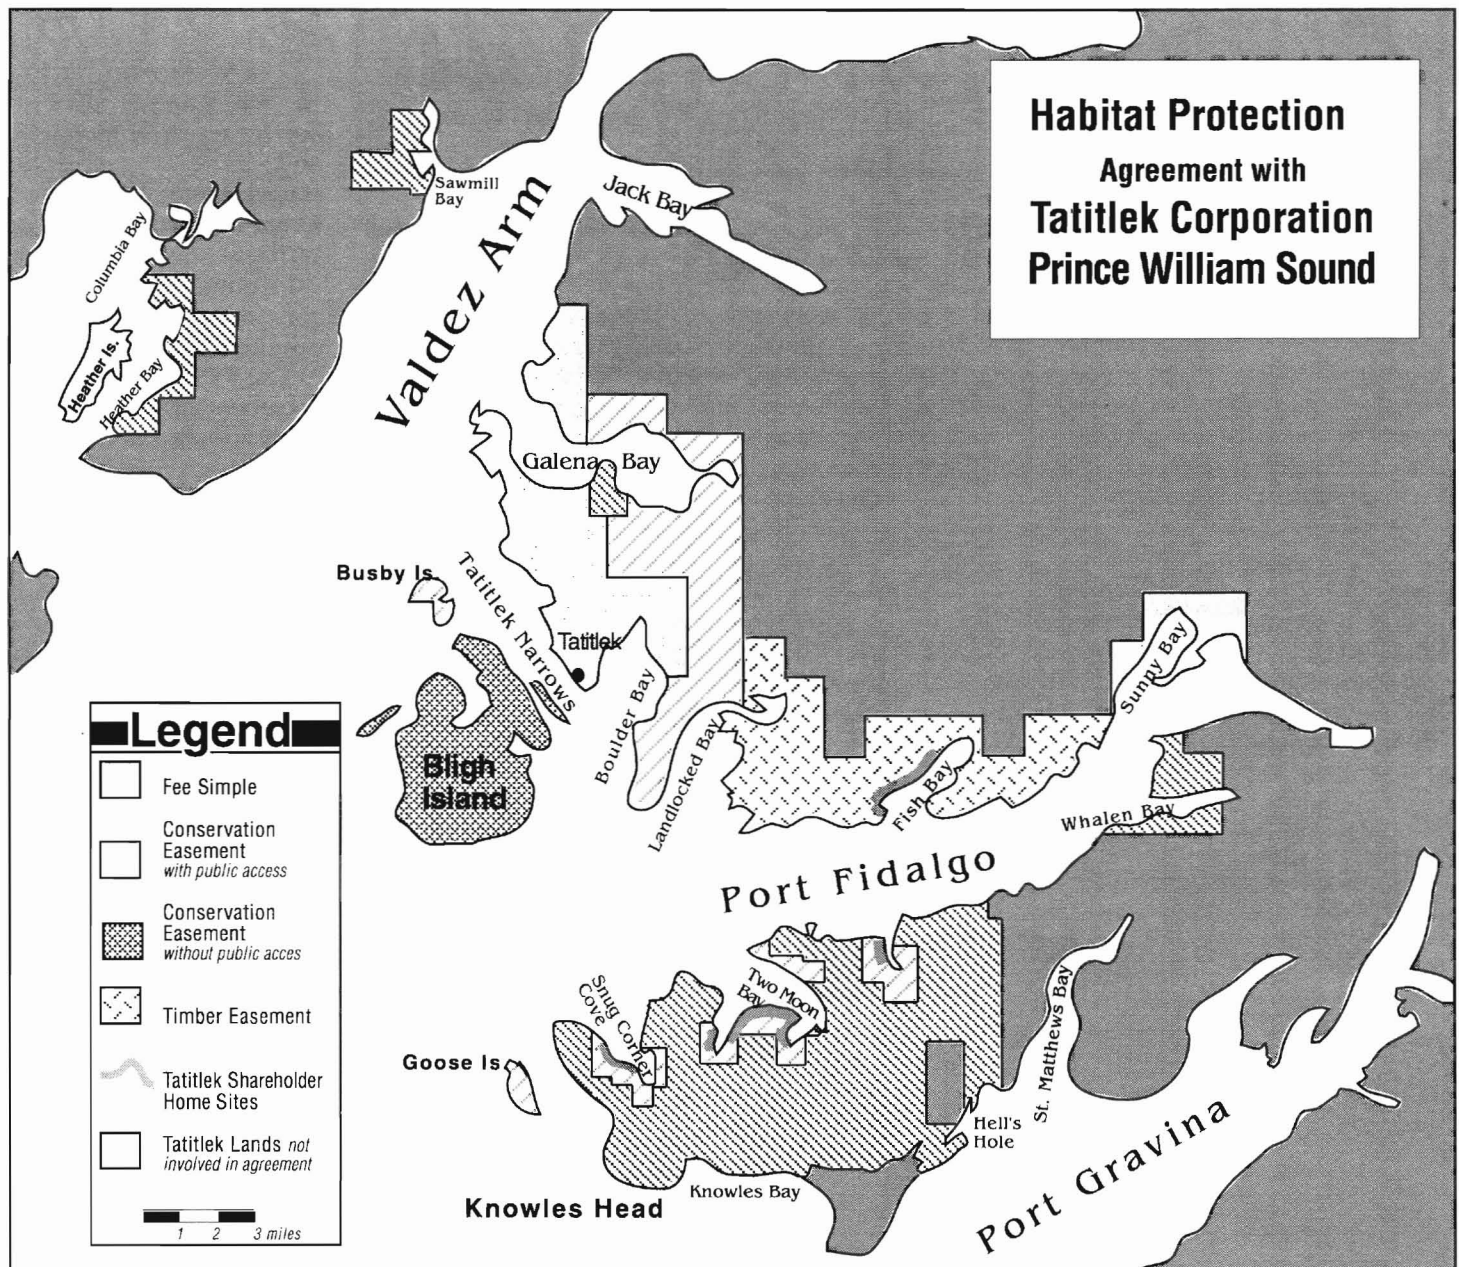 Habitat Protection
Agreement with
Tatitlek Corporation
Prince William Sound
Sawmill
Bay
Jack Bay
Columbia Bay
Valdez Arm
Heather Is.
Heather Bay
Galena Bay
Busby Is.
Tatitlek Narrows
Tatitlek
Sunny Bay
Boulder Bay
Landlocked Bay
Bligh
Island
Fish Bay
Whalen Bay
Port Fidalgo
Two Moon
Bay
Snug Corner
Cove
Goose Is.
St. Matthews Bay
Hell's
Hole
Knowles Bay
Knowles Head
Port Gravina
Legend
Fee Simple
Conservation
Easement
with public access
Conservation
Easement
without public acces
Timber Easement
Tatitlek Shareholder
Home Sites
Tatitlek Lands not
involved in agreement
1 2 3 miles